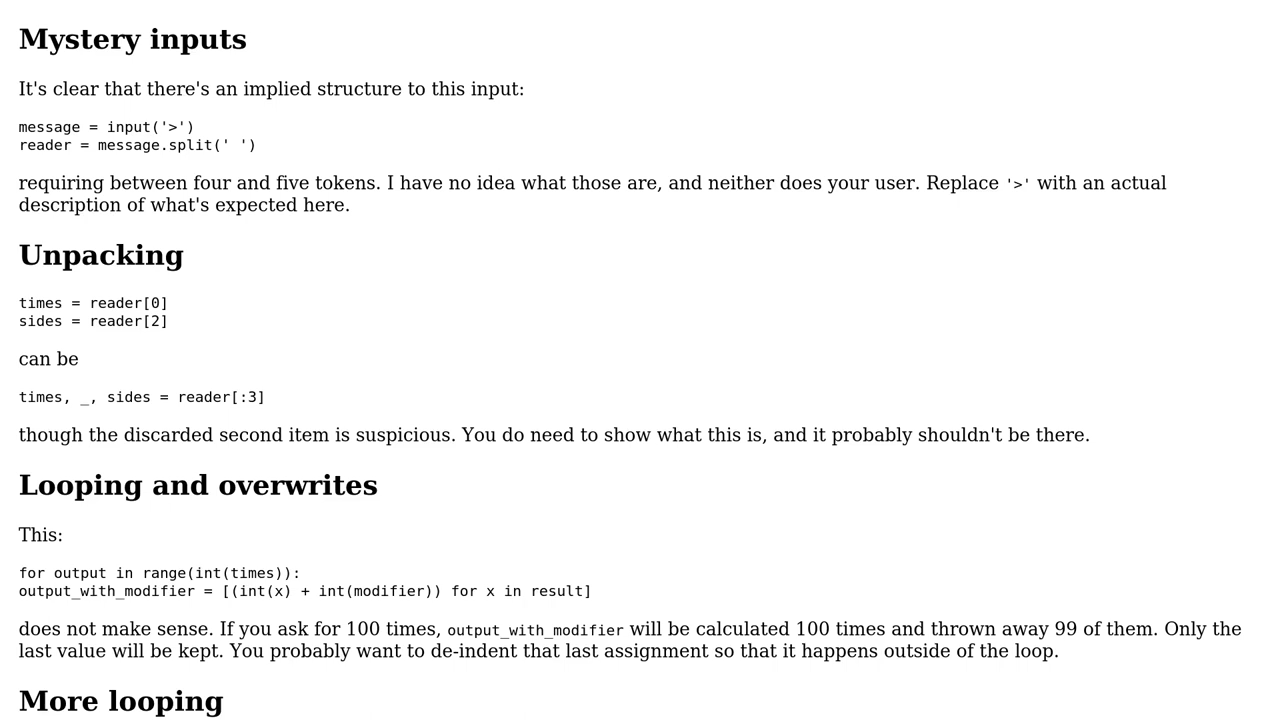 Mystery inputs
It's clear that there's an implied structure to this input:
message = input('>')
reader = message.split(' ')
requiring between four and five tokens. I have no idea what those are, and neither does your user. Replace '>' with an actual
description of what's expected here.
Unpacking
times = reader[0]
sides = reader[2]
can be
times, _, sides = reader[:3]
though the discarded second item is suspicious. You do need to show what this is, and it probably shouldn't be there.
Looping and overwrites
This:
for output in range(int(times)):
output_with_modifier = [(int(x) + int(modifier)) for x in result]
does not make sense. If you ask for 100 times, output_with_modifier will be calculated 100 times and thrown away 99 of them. Only the
last value will be kept. You probably want to de-indent that last assignment so that it happens outside of the loop.
More looping